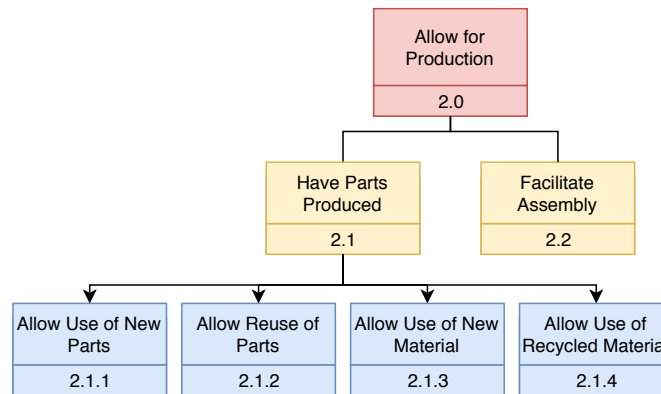 Allow for
Production
2.0
Have Parts
Produced
2.1
Facilitate
Assembly
2.2
Allow Use of New
Parts
2.1.1
Allow Reuse of
Parts
2.1.2
Allow Use of New
Material
2.1.3
Allow Use of
Recycled Material
2.1.4